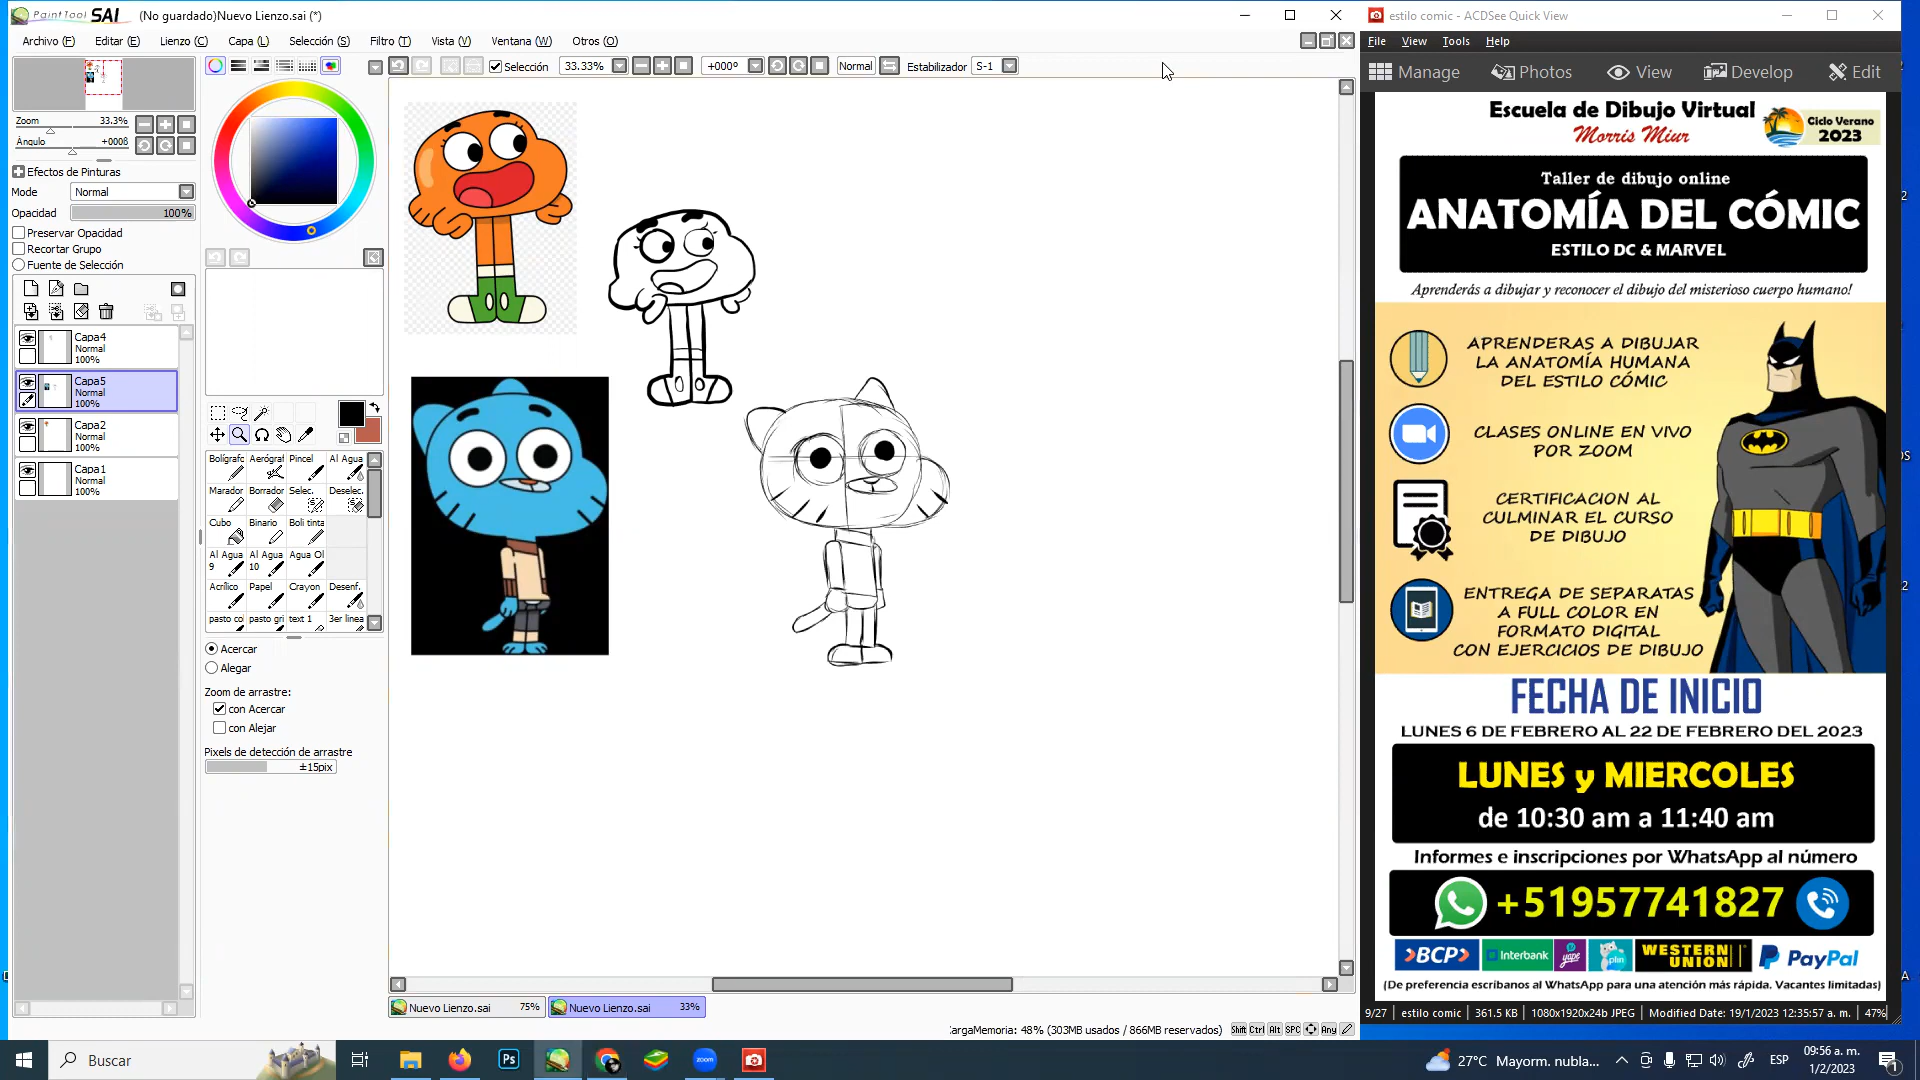 PaintTool SAI (No guardado)Nuevo Lienzo.sai (*)
Archivo (F) Editar (E) Lienzo (C) Capa (L) Selección (S) Filtro (T) Vista (V) Ventana (W) Otros (O)
Selección 33.33% +000º Normal Estabilizador S-1
Zoom 33.3%
Ángulo +000ß
Efectos de Pinturas
Mode Normal
Opacidad 100%
Preservar Opacidad
Recortar Grupo
Fuente de Selección
Capa4
Normal
100%
Capa5
Normal
100%
Capa2
Normal
100%
Capa1
Normal
100%
Bolígrafc Aerógraf Pincel Al Agua
Marador Borrador Selec. Deselec.
Cubo Binario Boli tinta
Al Agua 9 Al Agua 10 Agua Ol
Acrílico Papel Crayon Desenf.
pasto co pasto gri text 1 3er linea
Acercar
Alegar
Zoom de arrastre:
con Acercar
con Alejar
Pixels de detección de arrastre
±15pix
Nuevo Lienzo.sai 75% Nuevo Lienzo.sai 33%
argaMemoria: 48% (303MB usados / 866MB reservados) Shift Ctrl Alt SPC Any
estilo comic - ACDSee Quick View
File View Tools Help
Manage Photos View Develop Edit
Escuela de Dibujo Virtual
Morris Miur
Ciclo Verano
2023
Taller de dibujo online
ANATOMÍA DEL CÓMIC
ESTILO DC & MARVEL
Aprenderás a dibujar y reconocer el dibujo del misterioso cuerpo humano!
APRENDERAS A DIBUJAR
LA ANATOMÍA HUMANA
DEL ESTILO CÓMIC
CLASES ONLINE EN VIVO
POR ZOOM
CERTIFICACION AL
CULMINAR EL CURSO
DE DIBUJO
ENTREGA DE SEPARATAS
A FULL COLOR EN
FORMATO DIGITAL
CON EJERCICIOS DE DIBUJO
FECHA DE INICIO
LUNES 6 DE FEBRERO AL 22 DE FEBRERO DEL 2023
LUNES y MIERCOLES
de 10:30 am a 11:40 am
Informes e inscripciones por WhatsApp al número
+51957741827
BCP Interbank yape plin WESTERN UNION PayPal
(De preferencia escríbanos al WhatsApp para una atención más rápida. Vacantes limitadas)
9/27 estilo comic 361.5 KB 1080x1920x24b JPEG Modified Date: 19/1/2023 12:35:57 a. m. 47%
Buscar
Ps
zoom
27°C Mayorm. nubla... ESP
09:56 a. m.
1/2/2023
1